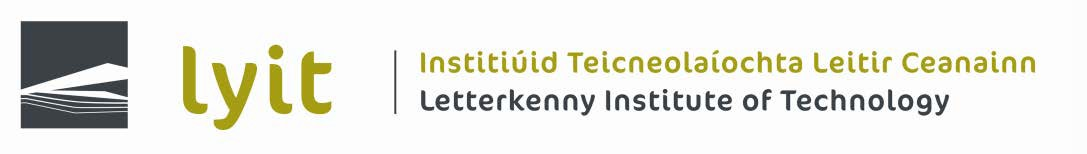 lyit
Institiúid Teicneolaíochta Leitir Ceanainn
Letterkenny Institute of Technology